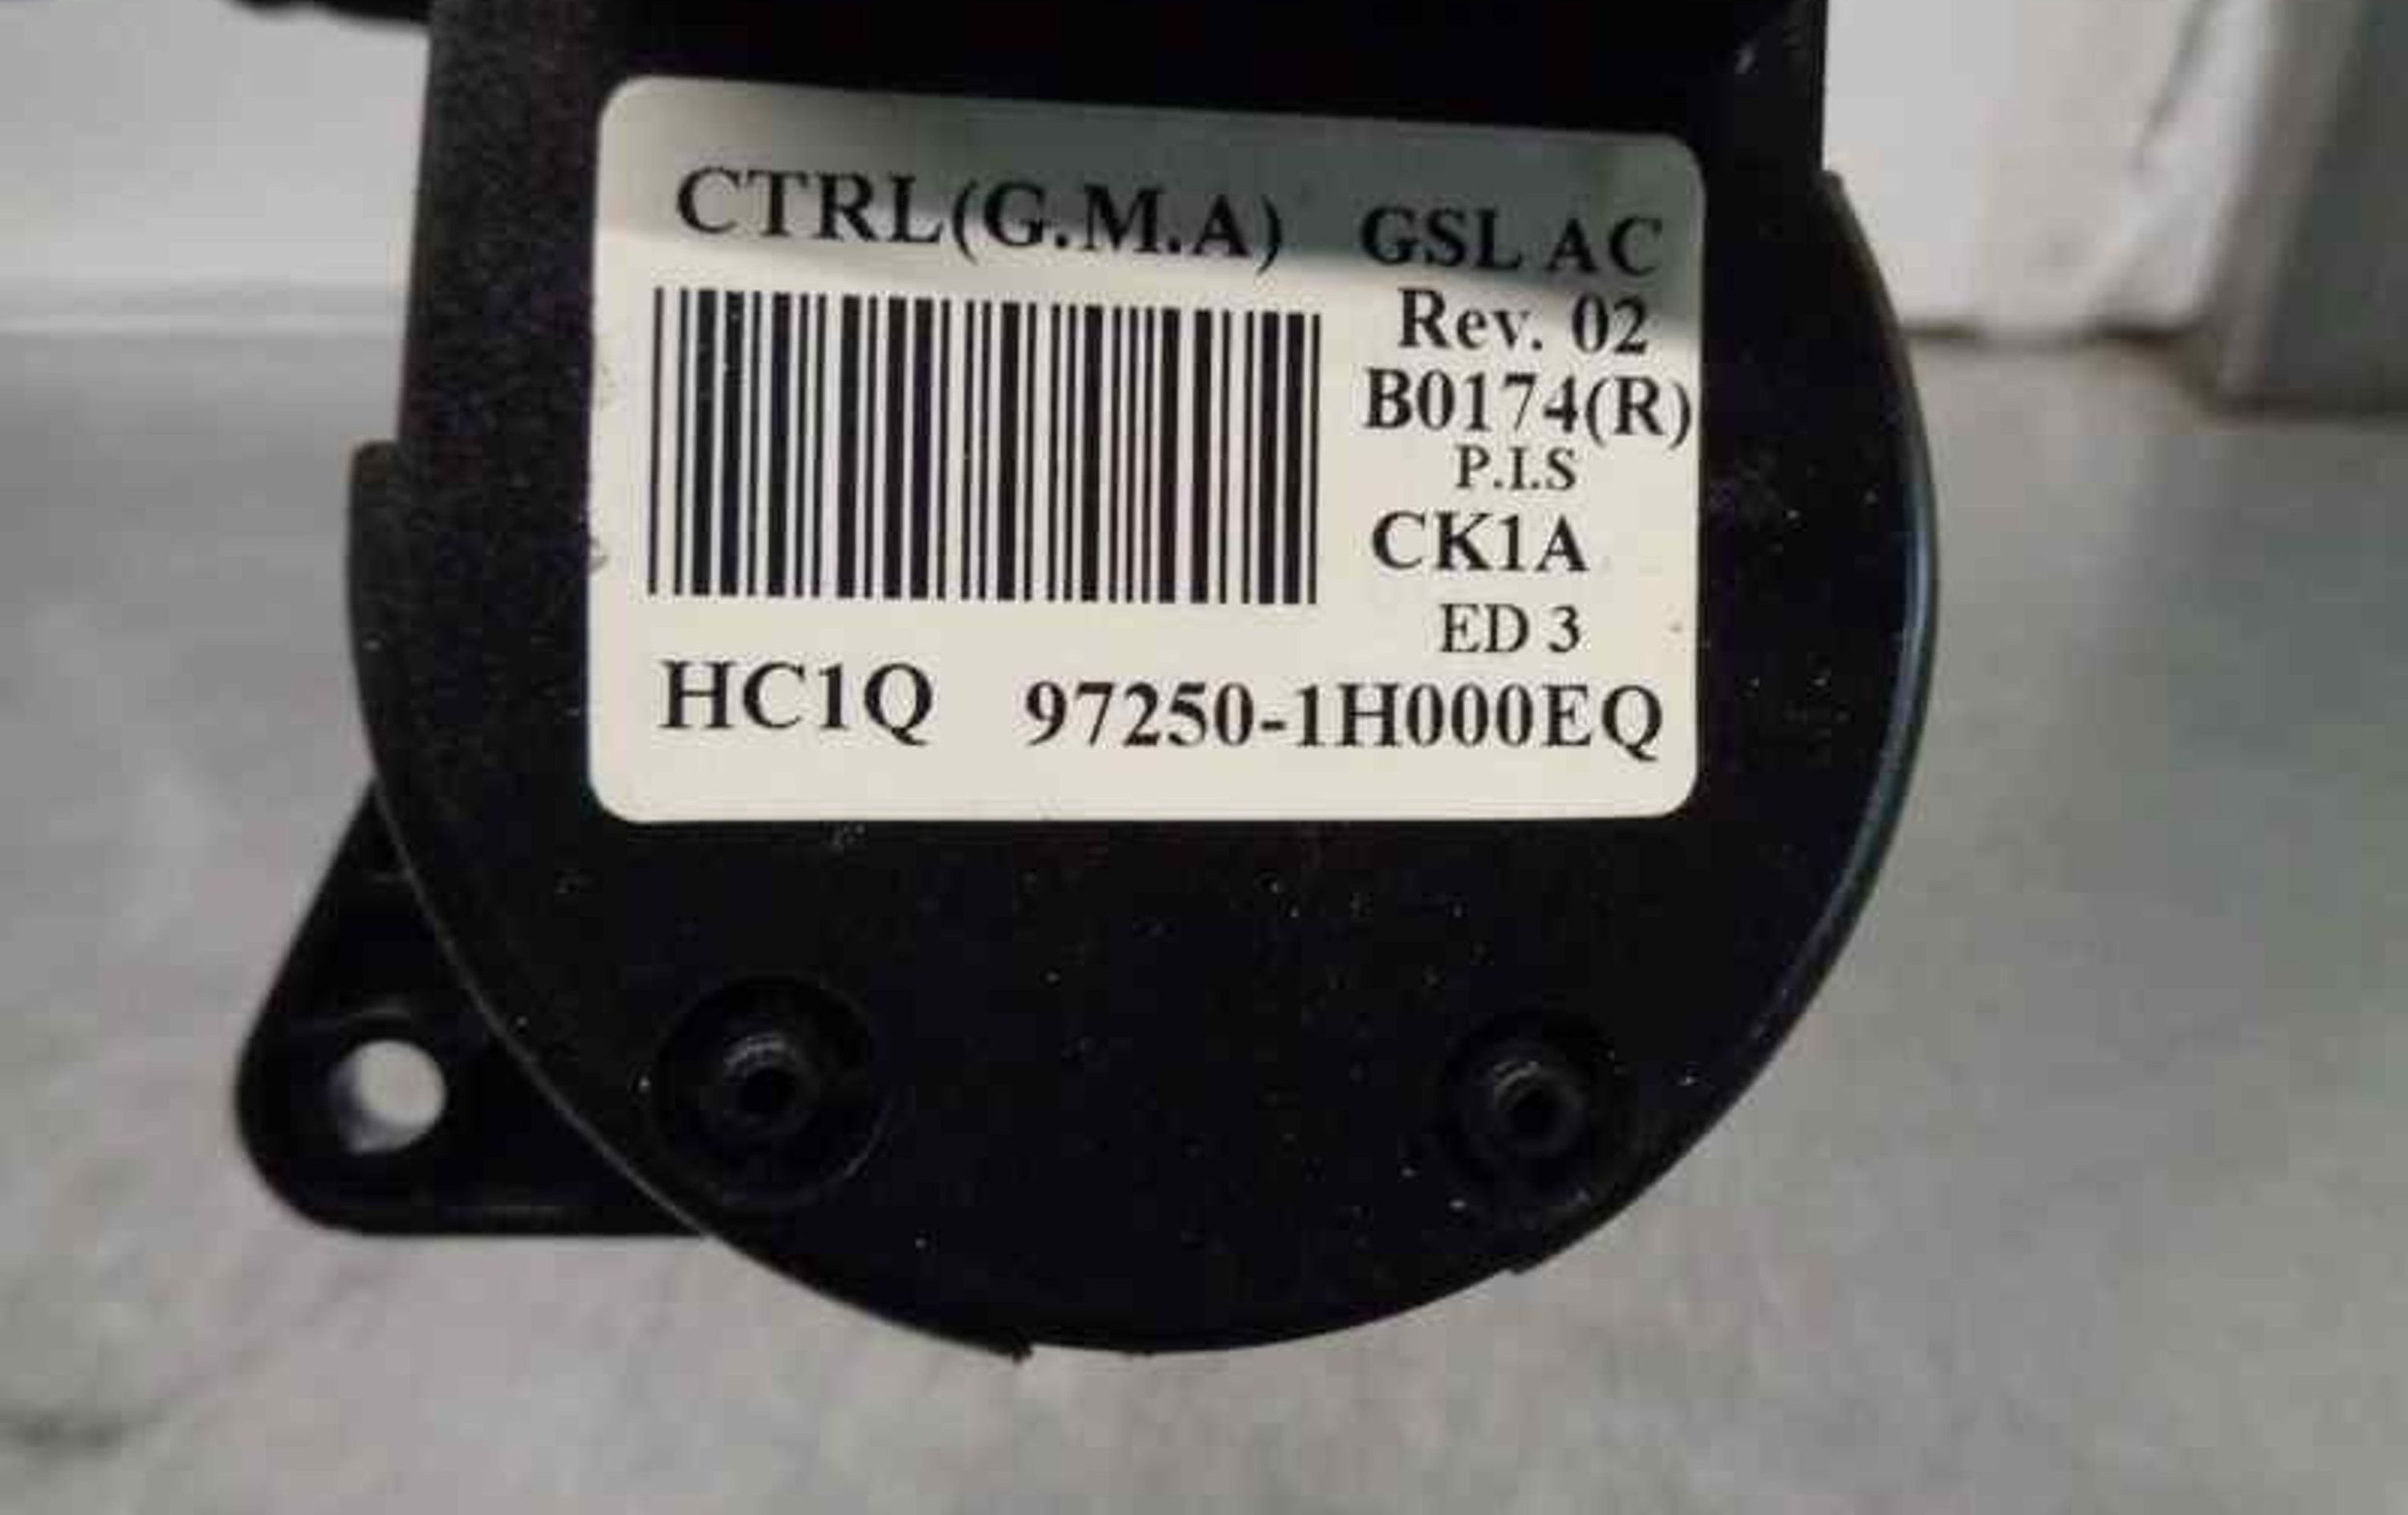 CTRL(G.M.A) GSL AC
Rev. 02
B0174(R)
P.I.S
CK1A
ED 3
HC1Q 97250-1H000EQ